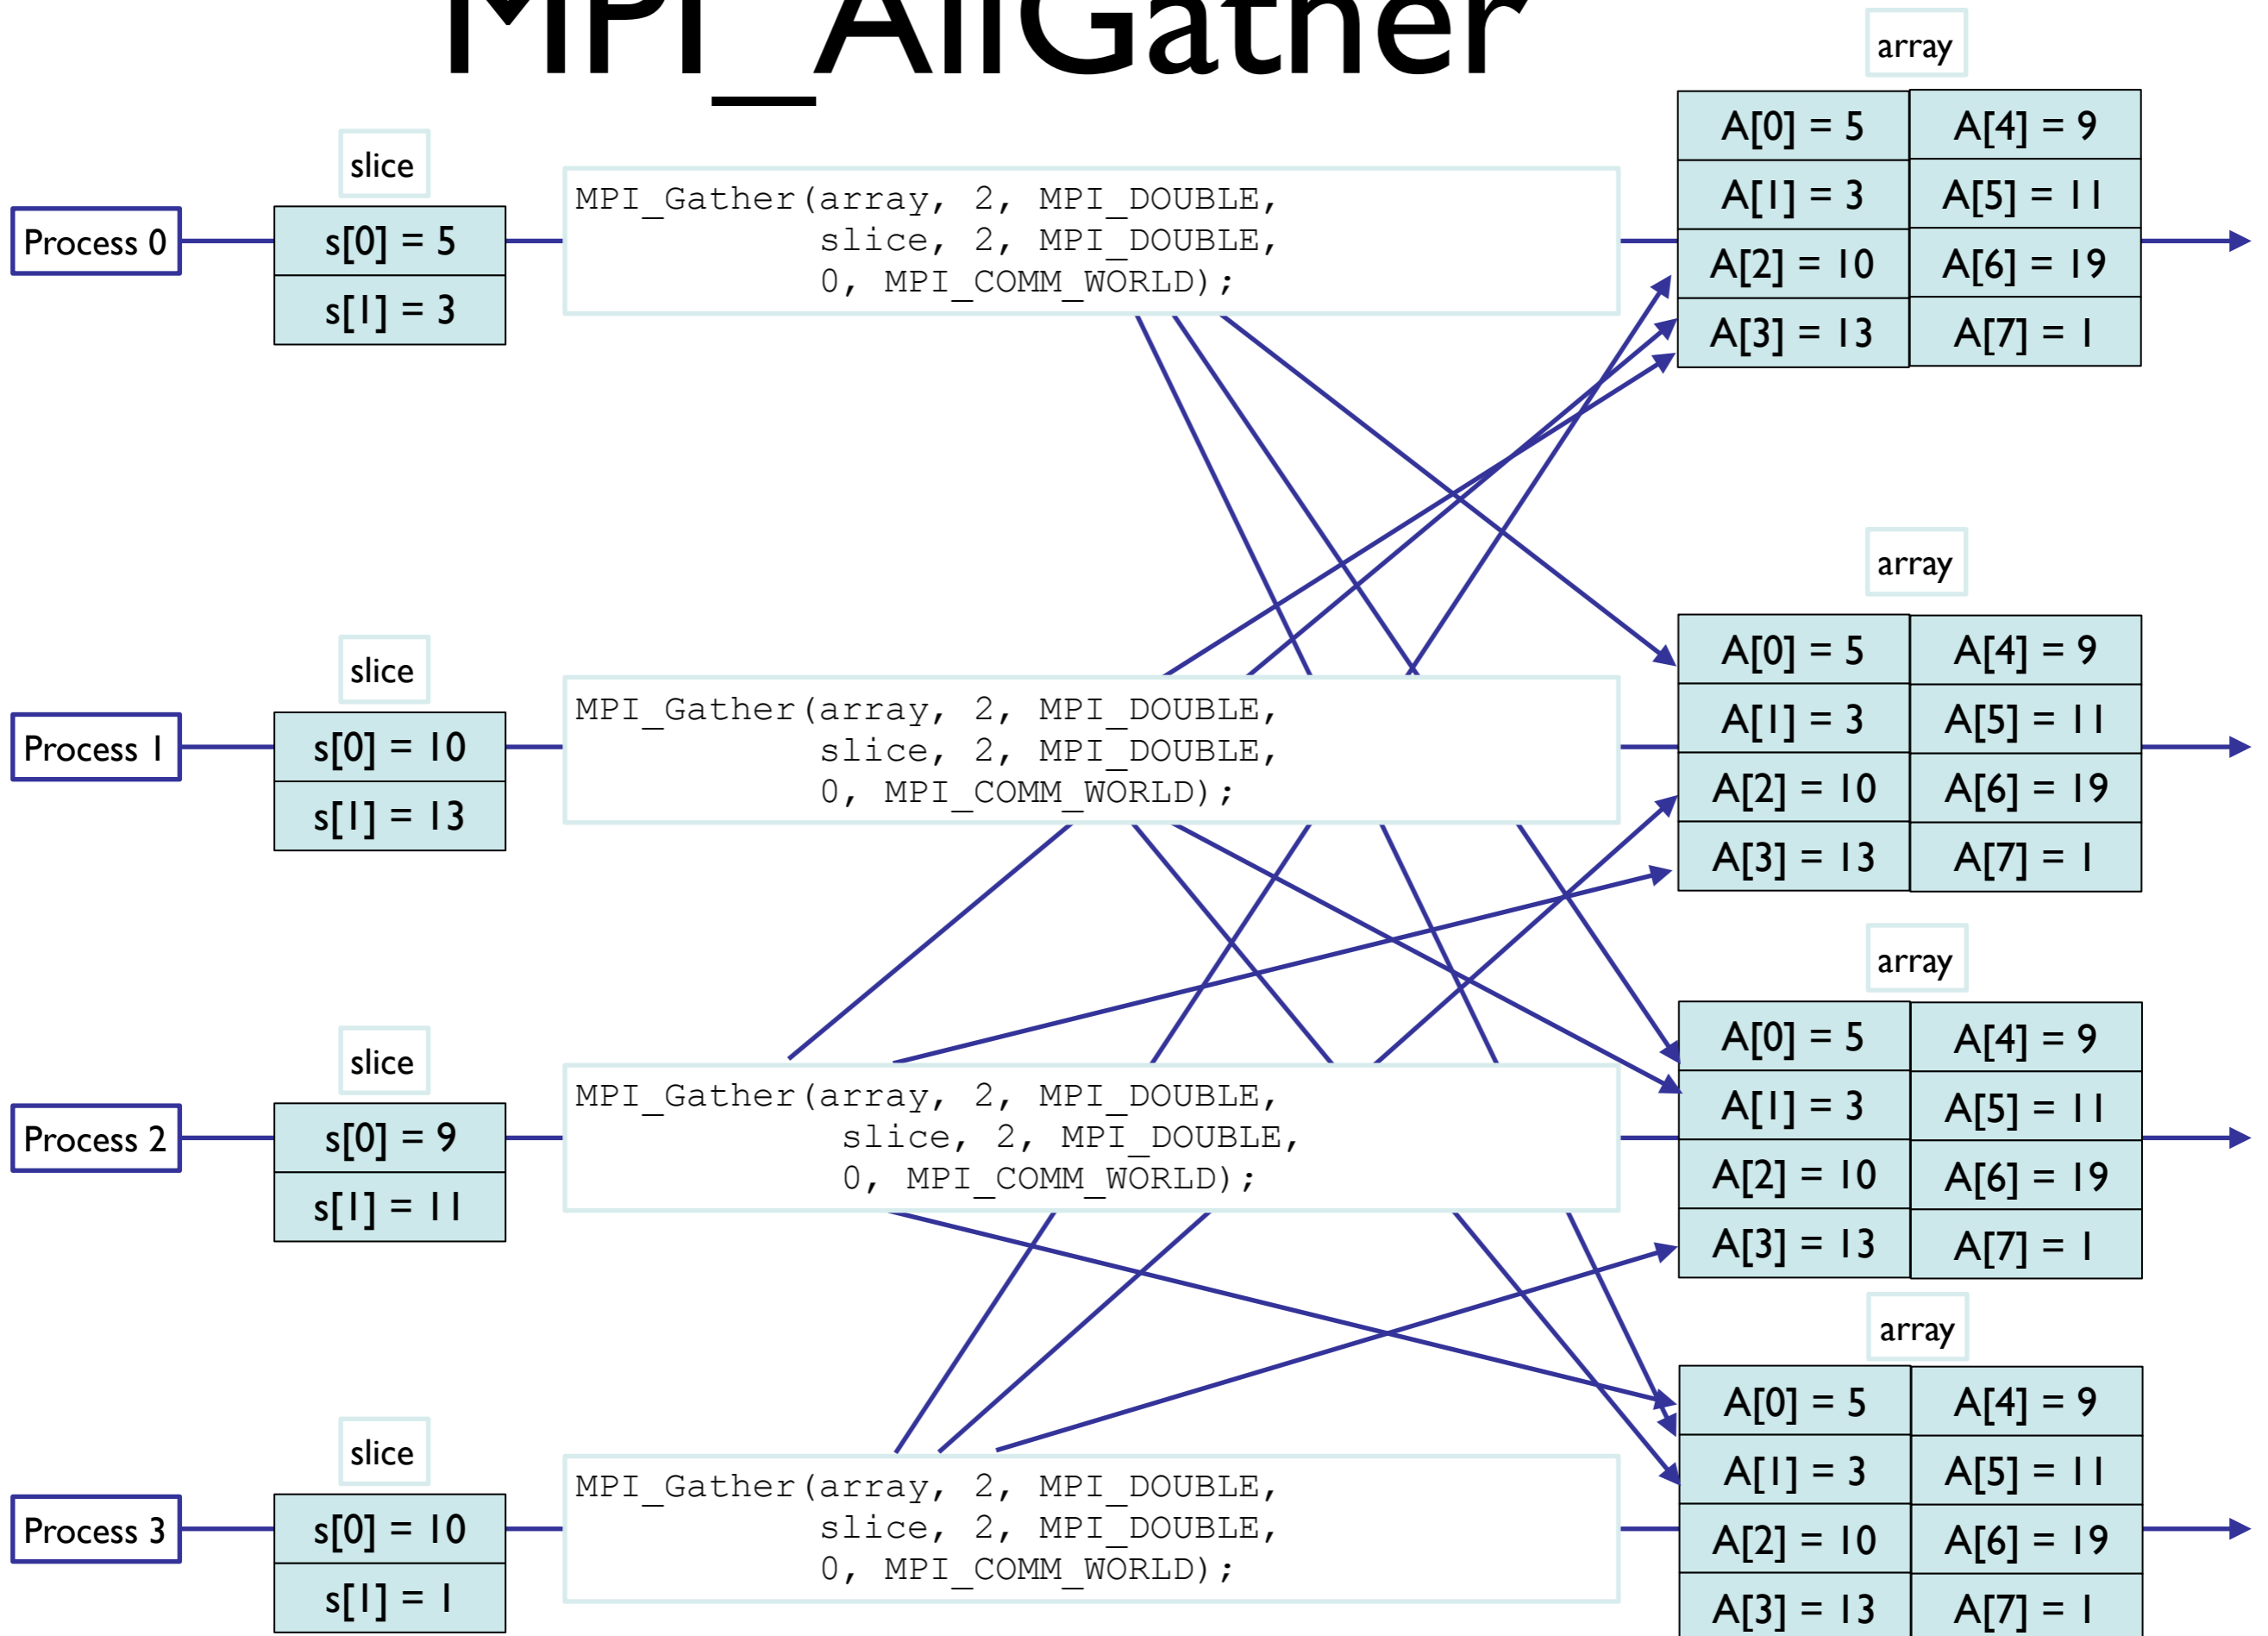 MPI_AllGather
array
A[0] = 5 A[4] = 9
A[1] = 3 A[5] = 11
A[2] = 10 A[6] = 19
A[3] = 13 A[7] = 1
slice
Process 0
s[0] = 5
s[1] = 3
MPI_Gather(array, 2, MPI_DOUBLE,
slice, 2, MPI_DOUBLE,
0, MPI_COMM_WORLD);
array
A[0] = 5 A[4] = 9
A[1] = 3 A[5] = 11
A[2] = 10 A[6] = 19
A[3] = 13 A[7] = 1
slice
Process 1
s[0] = 10
s[1] = 13
MPI_Gather(array, 2, MPI_DOUBLE,
slice, 2, MPI_DOUBLE,
0, MPI_COMM_WORLD);
array
A[0] = 5 A[4] = 9
A[1] = 3 A[5] = 11
A[2] = 10 A[6] = 19
A[3] = 13 A[7] = 1
slice
Process 2
s[0] = 9
s[1] = 11
MPI_Gather(array, 2, MPI_DOUBLE,
slice, 2, MPI_DOUBLE,
0, MPI_COMM_WORLD);
array
A[0] = 5 A[4] = 9
A[1] = 3 A[5] = 11
A[2] = 10 A[6] = 19
A[3] = 13 A[7] = 1
slice
Process 3
s[0] = 10
s[1] = 1
MPI_Gather(array, 2, MPI_DOUBLE,
slice, 2, MPI_DOUBLE,
0, MPI_COMM_WORLD);